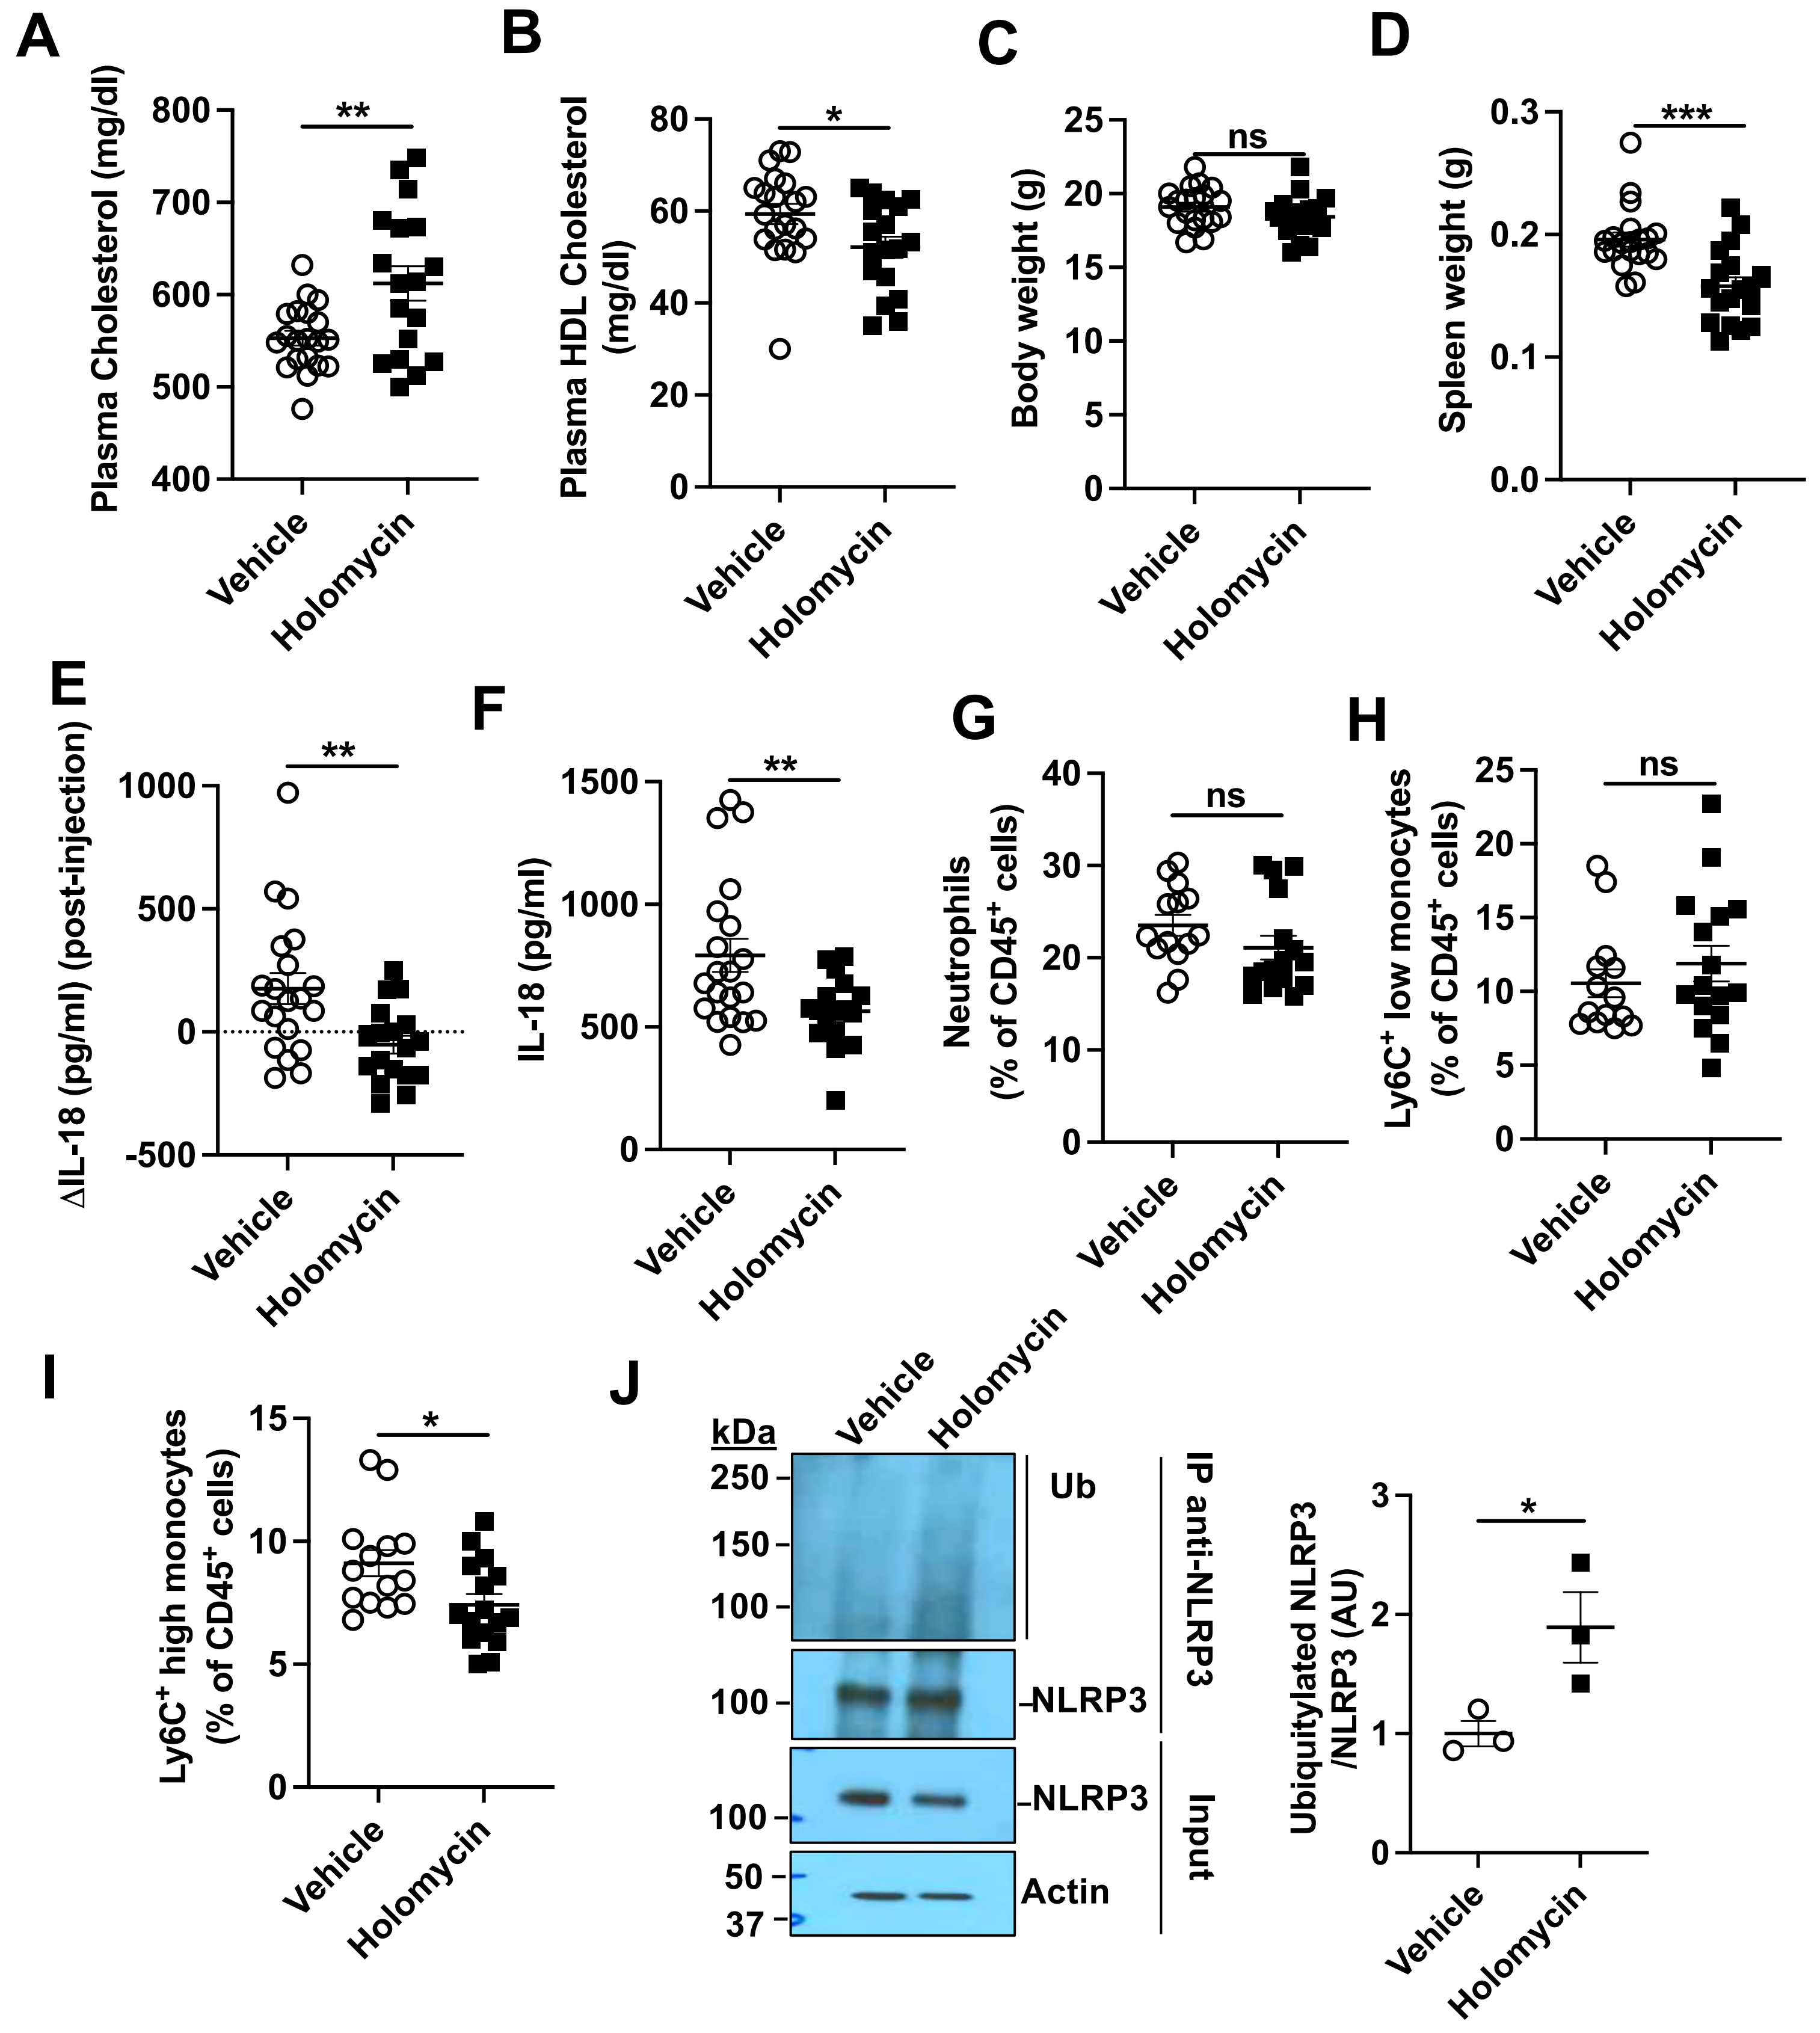 A
Plasma Cholesterol (mg/dl)
800
700
600
500
400
**
Vehicle
Holomycin
B
Plasma HDL Cholesterol
(mg/dl)
80
60
40
20
0
*
Vehicle
Holomycin
C
Body weight (g)
25
20
15
10
5
0
ns
Vehicle
Holomycin
D
Spleen weight (g)
0.3
0.2
0.1
0.0
***
Vehicle
Holomycin
E
ΔIL-18 (pg/ml) (post-injection)
1000
500
0
-500
**
Vehicle
Holomycin
F
IL-18 (pg/ml)
1500
1000
500
0
**
Vehicle
Holomycin
G
Neutrophils
(% of CD45⁺ cells)
40
30
20
10
0
ns
Vehicle
Holomycin
H
Ly6C⁺ low monocytes
(% of CD45⁺ cells)
25
20
15
10
5
0
ns
Vehicle
Holomycin
I
Ly6C⁺ high monocytes
(% of CD45⁺ cells)
15
10
5
0
*
Vehicle
Holomycin
J
Vehicle
Holomycin
kDa
250
150
100
Ub
100
–NLRP3
IP anti-NLRP3
100
–NLRP3
50
37
Actin
Input
Ubiquitylated NLRP3
/NLRP3 (AU)
3
2
1
0
*
Vehicle
Holomycin